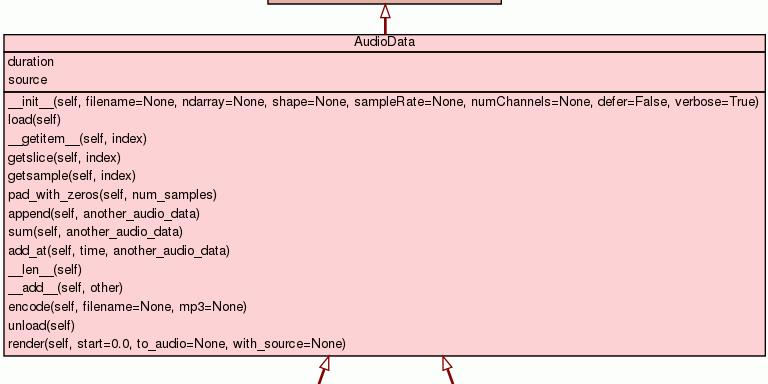 AudioData
duration
source
__init__(self, filename=None, ndarray=None, shape=None, sampleRate=None, numChannels=None, defer=False, verbose=True)
load(self)
__getitem__(self, index)
getslice(self, index)
getsample(self, index)
pad_with_zeros(self, num_samples)
append(self, another_audio_data)
sum(self, another_audio_data)
add_at(self, time, another_audio_data)
__len__(self)
__add__(self, other)
encode(self, filename=None, mp3=None)
unload(self)
render(self, start=0.0, to_audio=None, with_source=None)